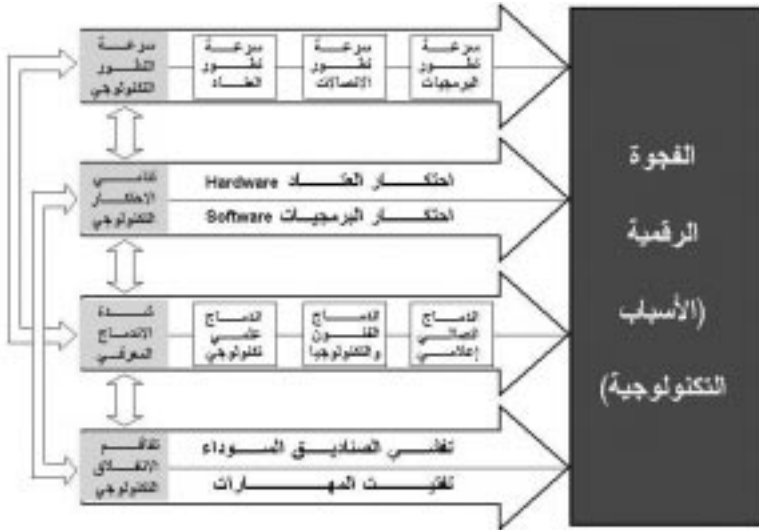 سرعة
التطور
التكنولوجي
سرعة
تطور
العتاد
سرعة
تطور
الاتصالات
سرعة
تطور
البرمجيات
تنامي
الاحتكار
التكنولوجي
احتكار العتاد Hardware
احتكار البرمجيات Software
شدة
الاندماج
المعرفي
اندماج
علمي
تكنولوجي
اندماج
الفنون
والتكنولوجيا
اندماج
اتصالي
إعلامي
تفاقم
الانغلاق
التكنولوجي
تفشي الصناديق السوداء
تفتيت المهارات
الفجوة
الرقمية
(الأسباب
التكنولوجية)